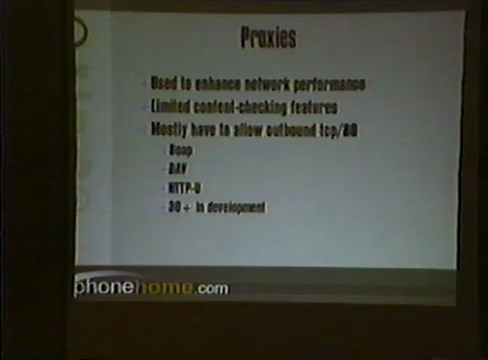 Proxies
Used to enhance network performance
Limited content-checking features
Mostly have to allow outbound tcp/80
Soap
DAV
HTTP-U
30 + in development
phonehome.com